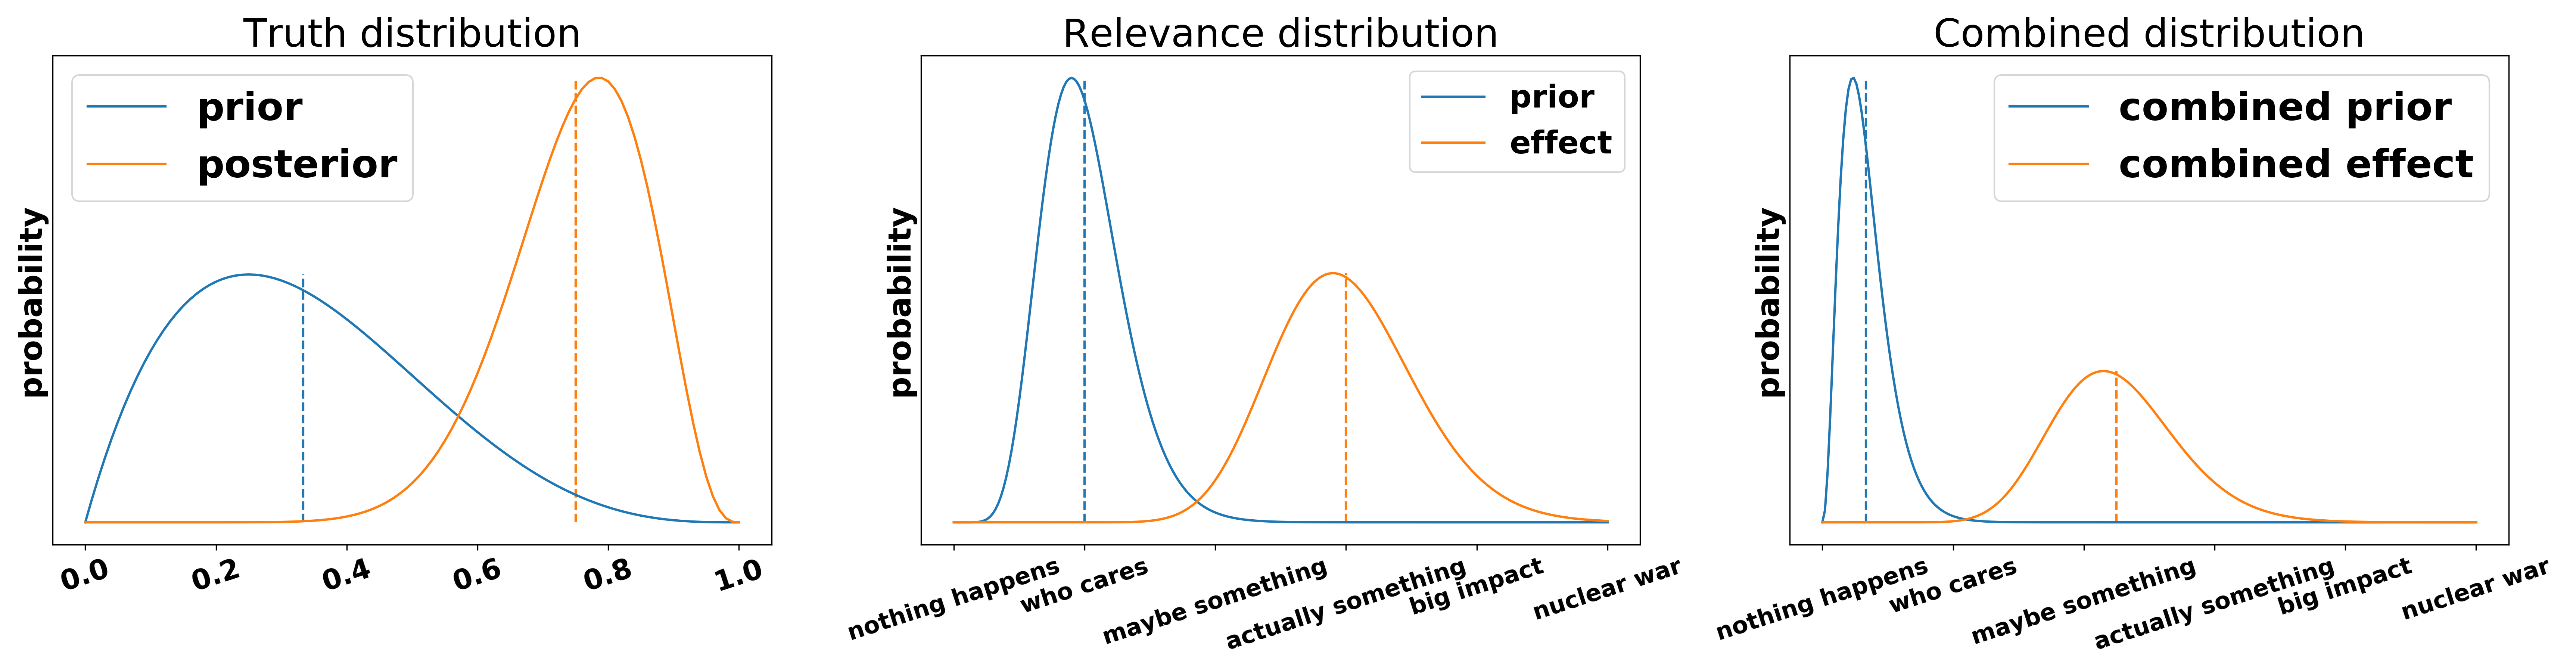 Truth distribution
prior
posterior
probability
0.0
0.2
0.4
0.6
0.8
1.0
Relevance distribution
prior
effect
probability
nothing happens
who cares
maybe something
actually something
big impact
nuclear war
Combined distribution
combined prior
combined effect
probability
nothing happens
who cares
maybe something
actually something
big impact
nuclear war